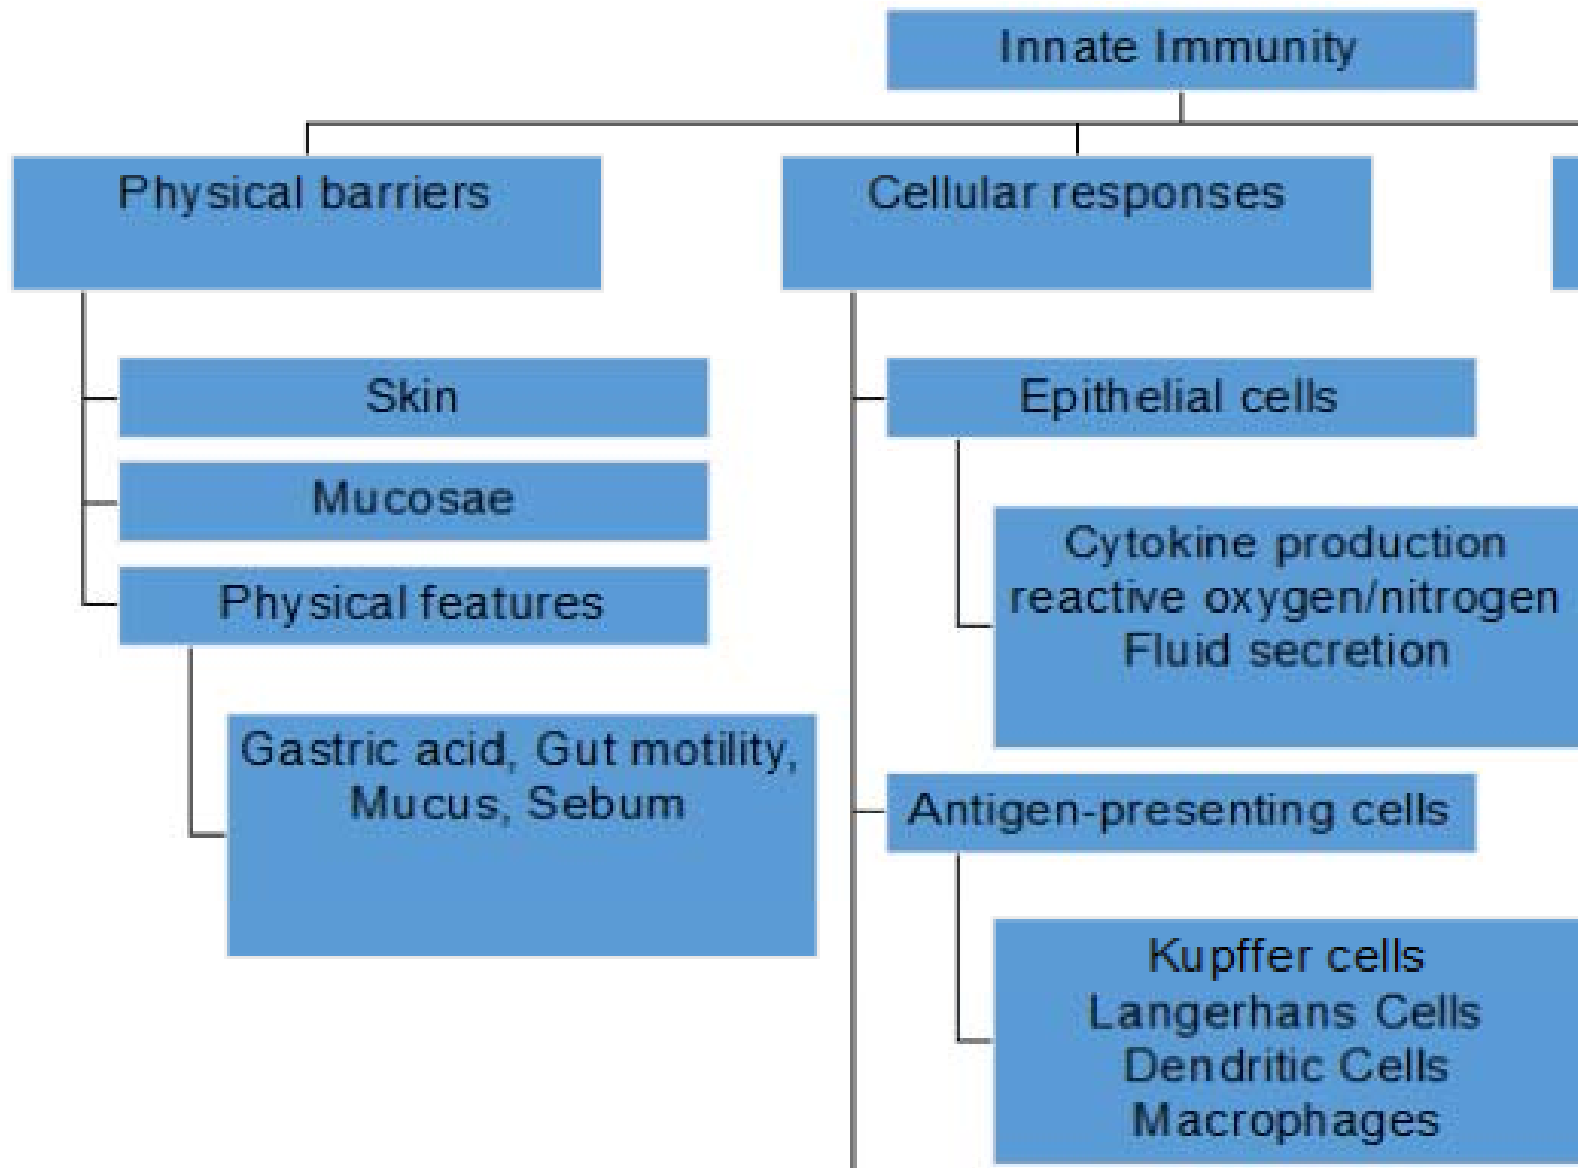 Innate Immunity
Physical barriers
Cellular responses
Skin
Mucosae
Physical features
Gastric acid, Gut motility,
Mucus, Sebum
Epithelial cells
Cytokine production
reactive oxygen/nitrogen
Fluid secretion
Antigen-presenting cells
Kupffer cells
Langerhans Cells
Dendritic Cells
Macrophages